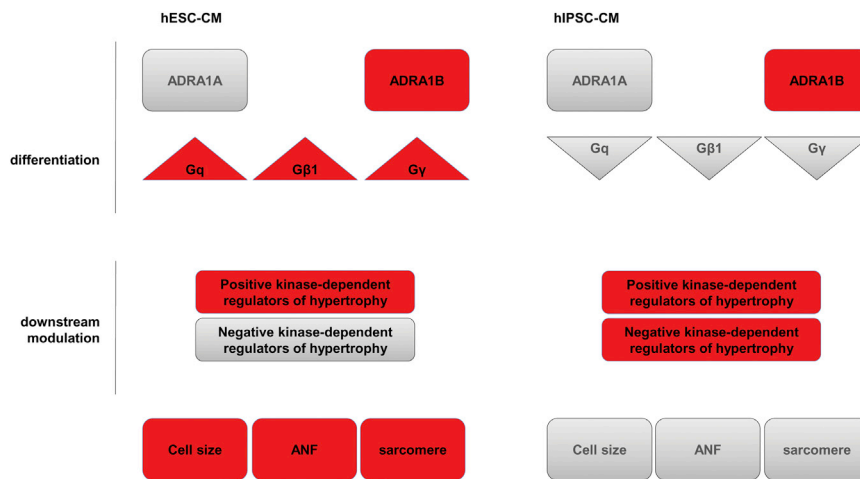 hESC-CM
hIPSC-CM
ADRA1A
ADRA1B
ADRA1A
ADRA1B
differentiation
Gq
Gβ1
Gγ
Gq
Gβ1
Gγ
Positive kinase-dependent
regulators of hypertrophy
Positive kinase-dependent
regulators of hypertrophy
downstream
modulation
Negative kinase-dependent
regulators of hypertrophy
Negative kinase-dependent
regulators of hypertrophy
Cell size
ANF
sarcomere
Cell size
ANF
sarcomere